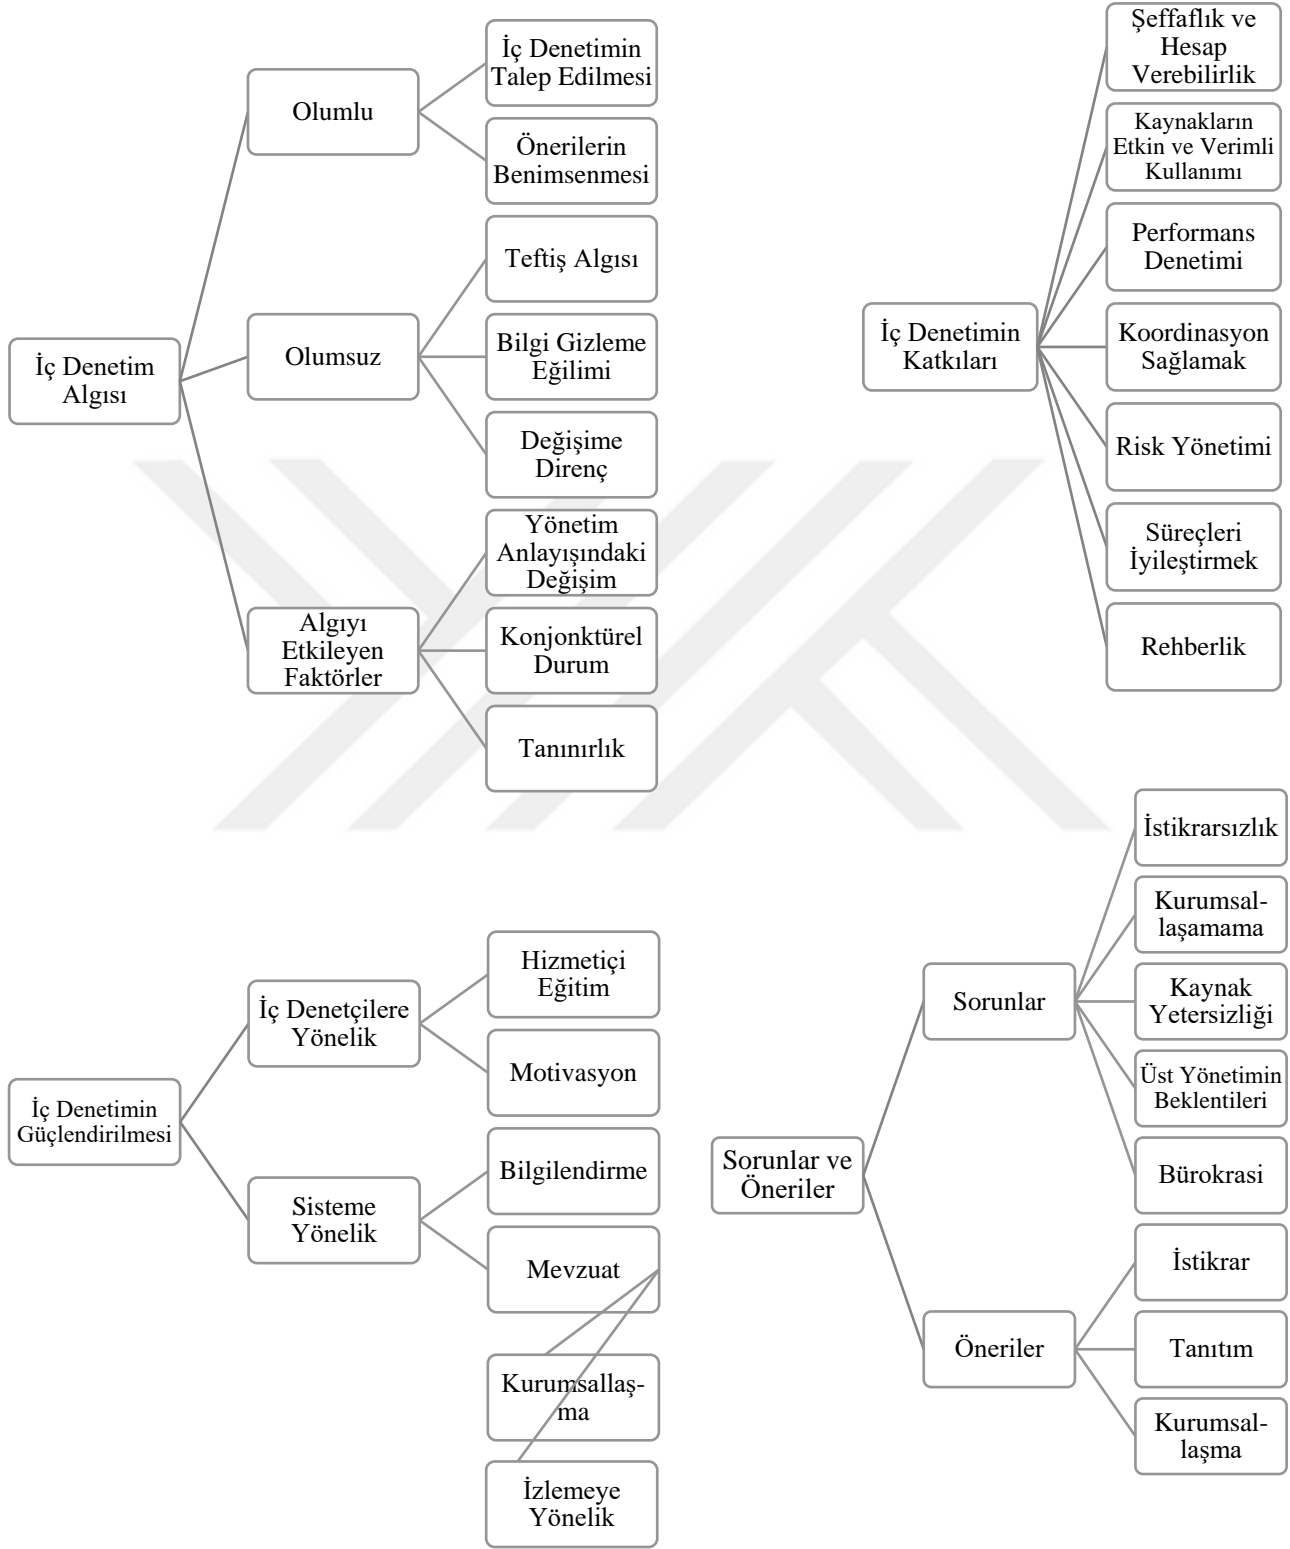 İç Denetim
Algısı
Olumlu
İç Denetimin
Talep Edilmesi
Önerilerin
Benimsenmesi
Olumsuz
Teftiş Algısı
Bilgi Gizleme
Eğilimi
Değişime
Direnç
Algıyı
Etkileyen
Faktörler
Yönetim
Anlayışındaki
Değişim
Konjonktürel
Durum
Tanınırlık
İç Denetimin
Katkıları
Şeffaflık ve
Hesap
Verebilirlik
Kaynakların
Etkin ve Verimli
Kullanımı
Performans
Denetimi
Koordinasyon
Sağlamak
Risk Yönetimi
Süreçleri
İyileştirmek
Rehberlik
İç Denetimin
Güçlendirilmesi
İç Denetçilere
Yönelik
Hizmetiçi
Eğitim
Motivasyon
Sisteme
Yönelik
Bilgilendirme
Mevzuat
Kurumsallaş-
ma
İzlemeye
Yönelik
Sorunlar ve
Öneriler
Sorunlar
İstikrarsızlık
Kurumsal-
laşamama
Kaynak
Yetersizliği
Üst Yönetimin
Beklentileri
Bürokrasi
Öneriler
İstikrar
Tanıtım
Kurumsal-
laşma